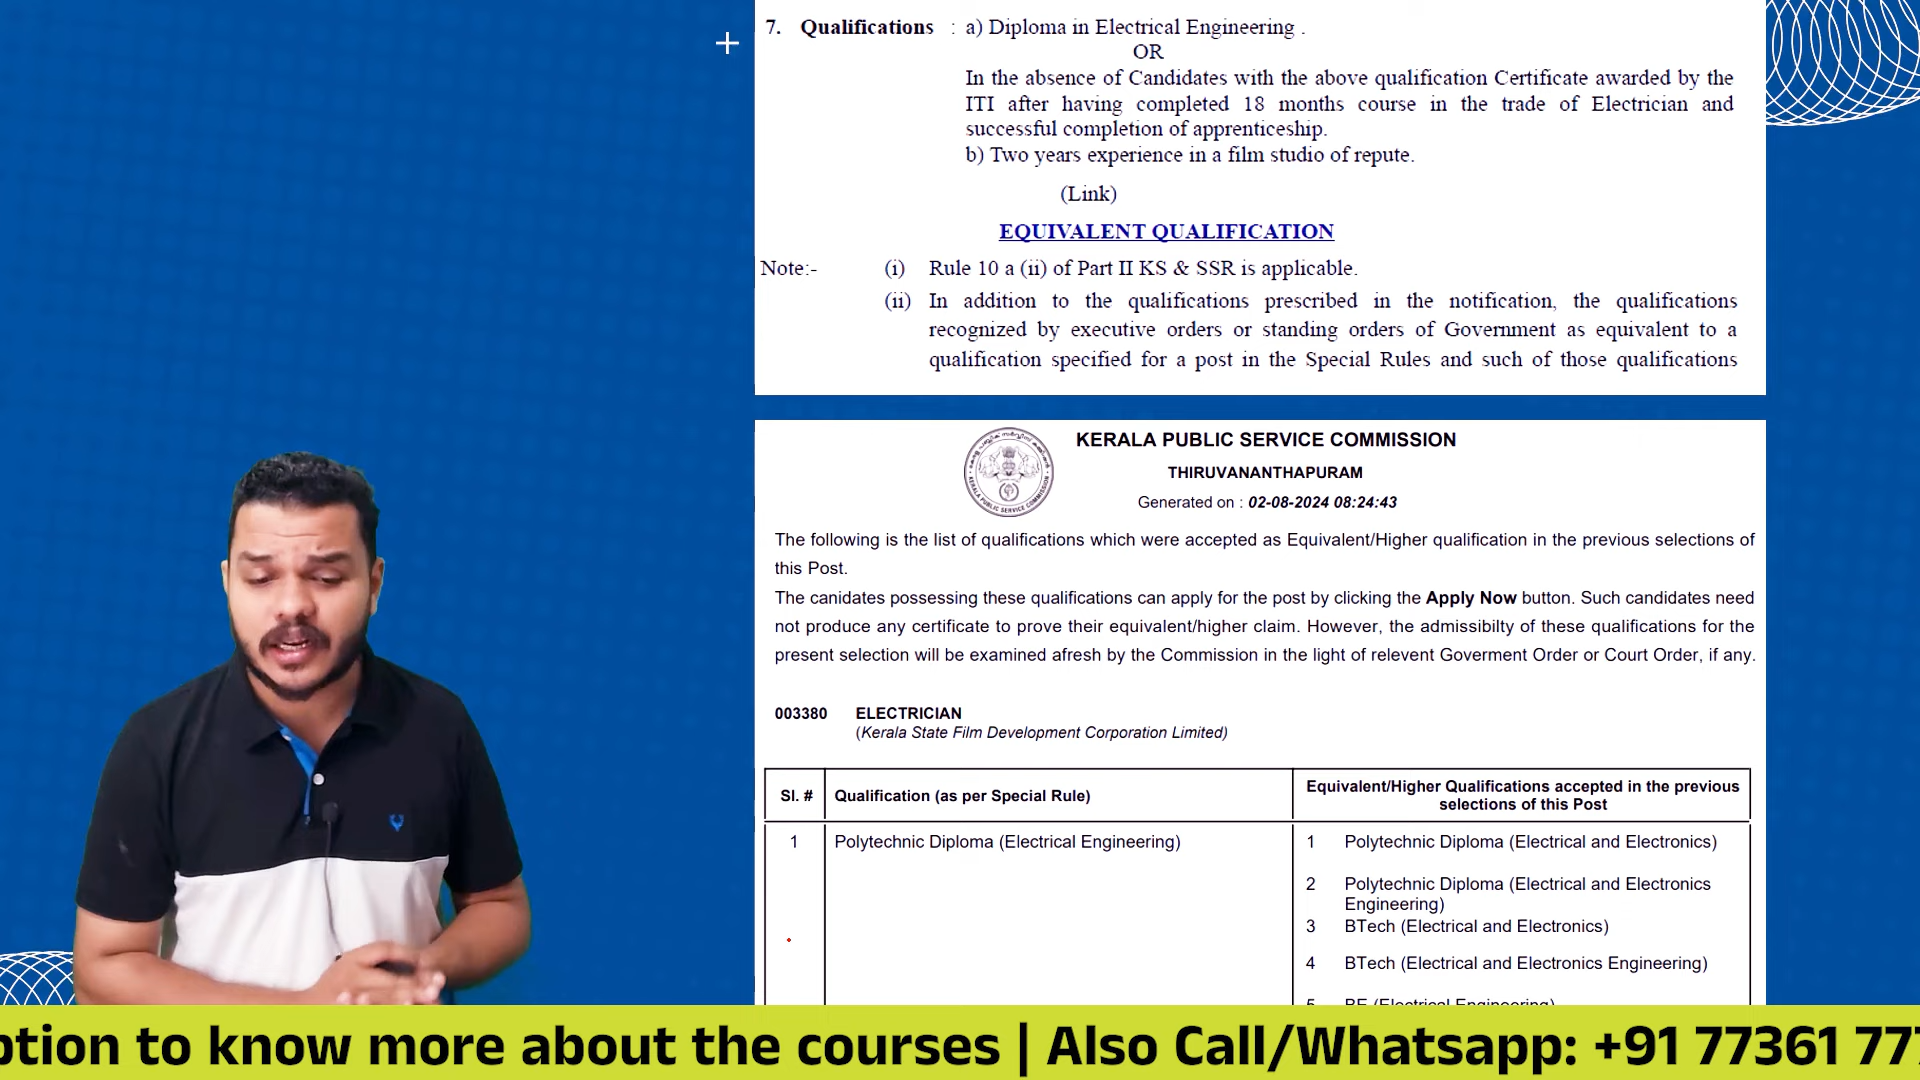 7. Qualifications : a) Diploma in Electrical Engineering .
OR
In the absence of Candidates with the above qualification Certificate awarded by the
ITI after having completed 18 months course in the trade of Electrician and
successful completion of apprenticeship.
b) Two years experience in a film studio of repute.
(Link)
EQUIVALENT QUALIFICATION
Note:- (i) Rule 10 a (ii) of Part II KS & SSR is applicable.
(ii) In addition to the qualifications prescribed in the notification, the qualifications
recognized by executive orders or standing orders of Government as equivalent to a
qualification specified for a post in the Special Rules and such of those qualifications
KERALA PUBLIC SERVICE COMMISSION
THIRUVANANTHAPURAM
Generated on : 02-08-2024 08:24:43
The following is the list of qualifications which were accepted as Equivalent/Higher qualification in the previous selections of
this Post.
The canidates possessing these qualifications can apply for the post by clicking the Apply Now button. Such candidates need
not produce any certificate to prove their equivalent/higher claim. However, the admissibilty of these qualifications for the
present selection will be examined afresh by the Commission in the light of relevent Goverment Order or Court Order, if any.
003380 ELECTRICIAN
(Kerala State Film Development Corporation Limited)
Sl. # Qualification (as per Special Rule) Equivalent/Higher Qualifications accepted in the previous
selections of this Post
1 Polytechnic Diploma (Electrical Engineering) 1 Polytechnic Diploma (Electrical and Electronics)
2 Polytechnic Diploma (Electrical and Electronics
Engineering)
3 BTech (Electrical and Electronics)
4 BTech (Electrical and Electronics Engineering)
5 BE (Electrical Engineering)
ption to know more about the courses | Also Call/Whatsapp: +91 77361 77